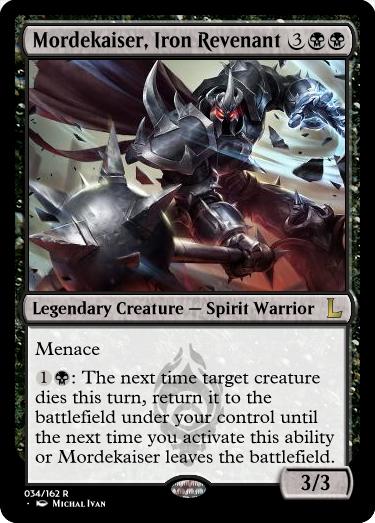 Mordekaiser, Iron Revenant 3
Legendary Creature — Spirit Warrior L
Menace
1 : The next time target creature
dies this turn, return it to the
battlefield under your control until
the next time you activate this ability
or Mordekaiser leaves the battlefield.
3/3
034/162 R
· Michal Ivan